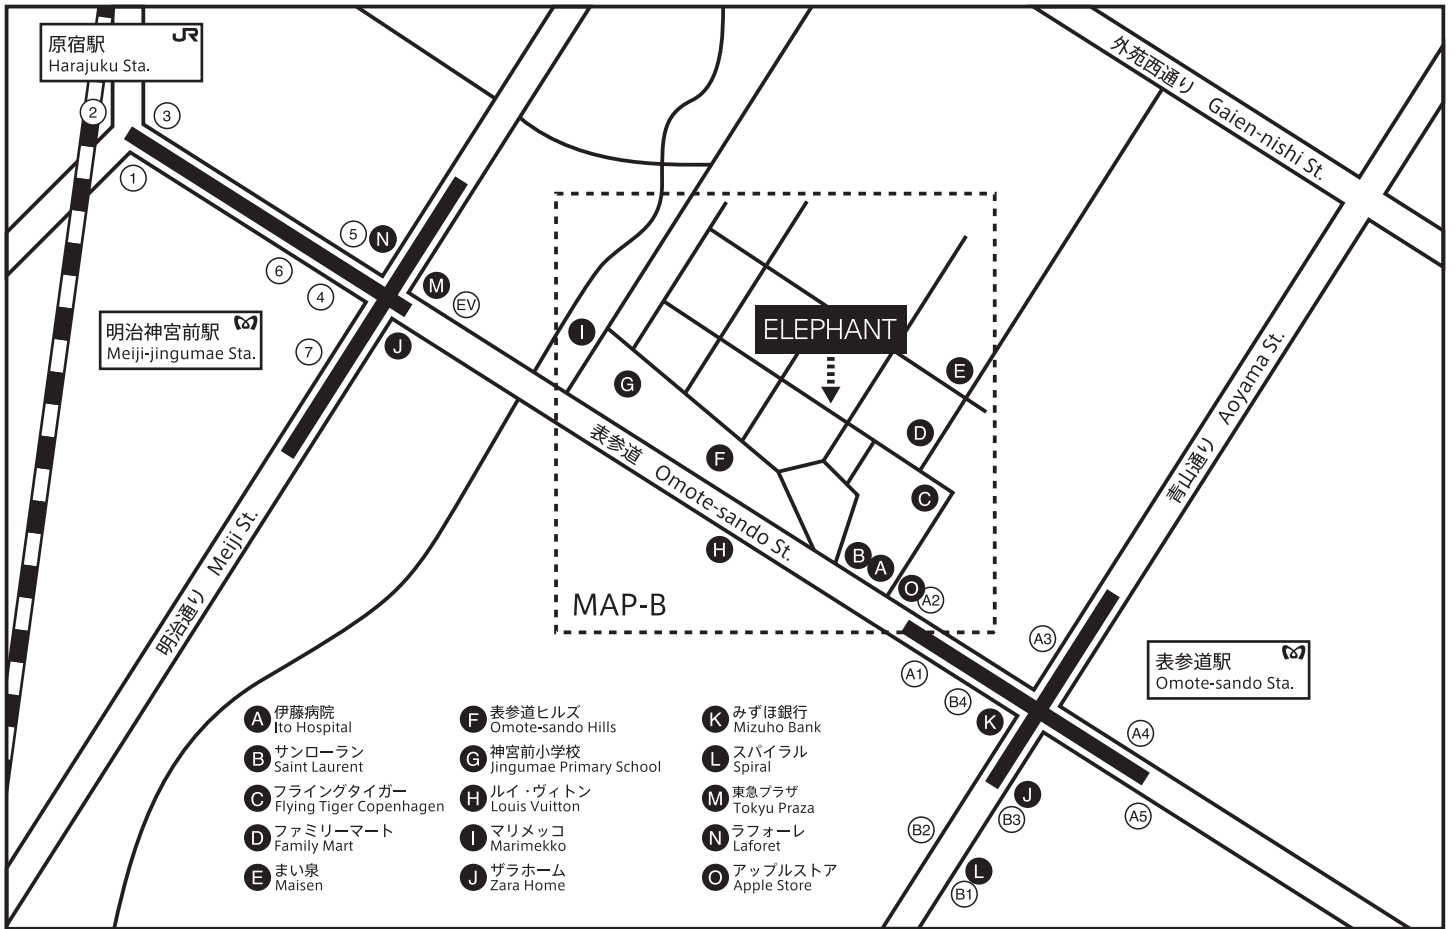 原宿駅
JR
Harajuku Sta.
2
3
1
5
N
6
4
M
EV
明治神宮前駅
Meiji-jingumae Sta.
7
J
外苑西通り Gaien-nishi St.
I
ELEPHANT
G
E
D
F
C
表参道 Omote-sando St.
H
B
A
O
A2
MAP-B
青山通り Aoyama St.
明治通り Meiji St.
A3
表参道駅
Omote-sando Sta.
A1
B4
K
A4
J
B3
A5
B2
L
B1
A 伊藤病院
Ito Hospital
B サンローラン
Saint Laurent
C フライングタイガー
Flying Tiger Copenhagen
D ファミリーマート
Family Mart
E まい泉
Maisen
F 表参道ヒルズ
Omote-sando Hills
G 神宮前小学校
Jingumae Primary School
H ルイ・ヴィトン
Louis Vuitton
I マリメッコ
Marimekko
J ザラホーム
Zara Home
K みずほ銀行
Mizuho Bank
L スパイラル
Spiral
M 東急プラザ
Tokyu Praza
N ラフォーレ
Laforet
O アップルストア
Apple Store